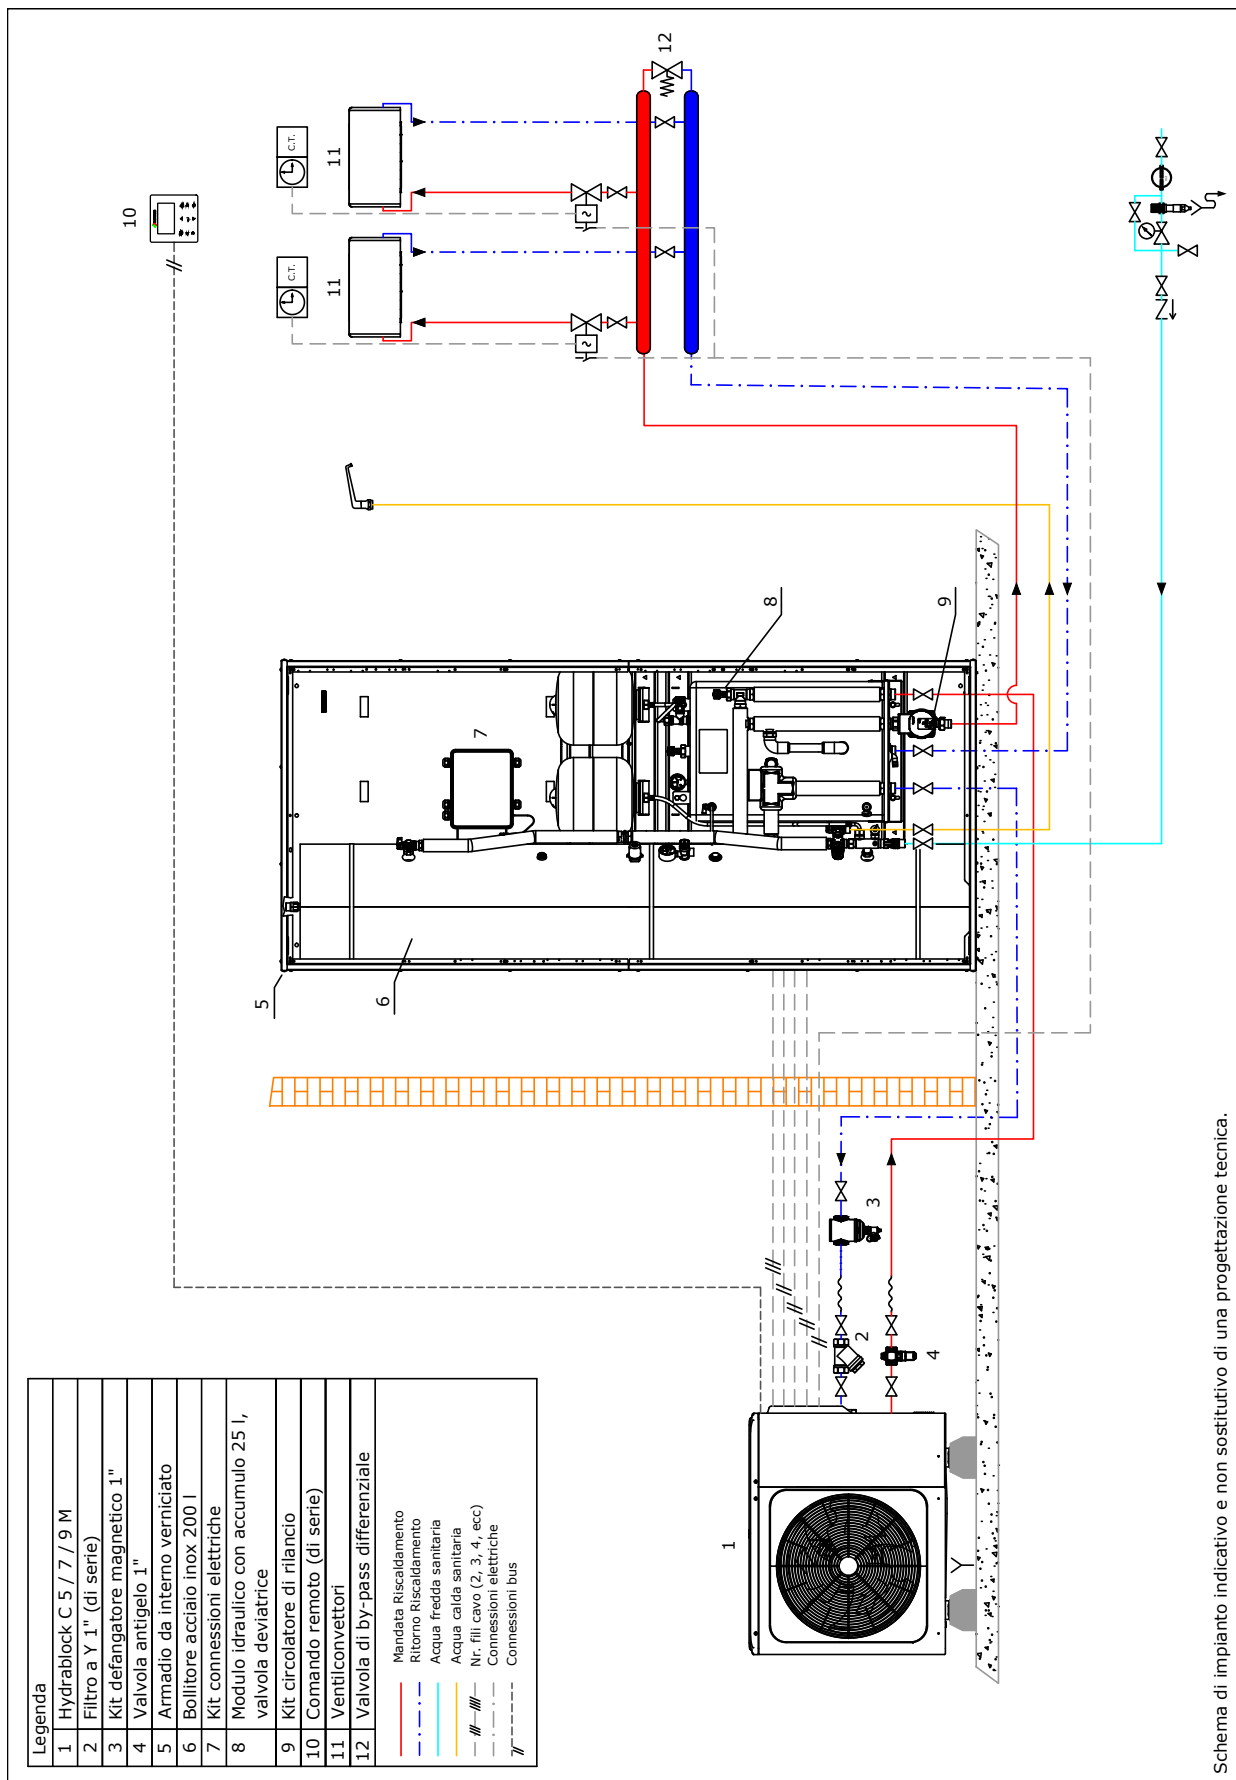 Legenda
1 Hydrablock C 5 / 7 / 9 M
2 Filtro a Y 1" (di serie)
3 Kit defangatore magnetico 1"
4 Valvola antigelo 1"
5 Armadio da interno verniciato
6 Bollitore acciaio inox 200 l
7 Kit connessioni elettriche
8 Modulo idraulico con accumulo 25 l,
valvola deviatrice
9 Kit circolatore di rilancio
10 Comando remoto (di serie)
11 Ventilconvettori
12 Valvola di by-pass differenziale
Mandata Riscaldamento
Ritorno Riscaldamento
Acqua fredda sanitaria
Acqua calda sanitaria
Nr. fili cavo (2, 3, 4, ecc)
Connessioni elettriche
Connessioni bus
1
2
3
4
5
6
7
8
9
10
11
11
12
C.T.
C.T.
Schema di impianto indicativo e non sostitutivo di una progettazione tecnica.